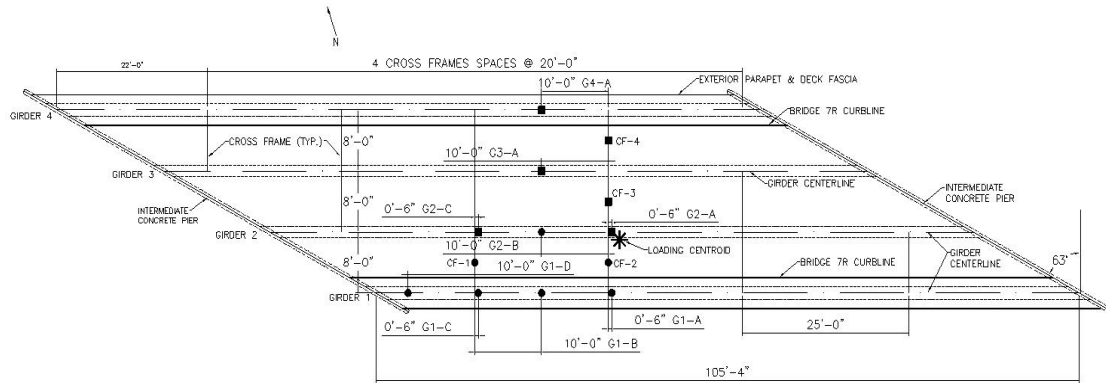 N
4 CROSS FRAMES SPACES @ 20'-0"
22'-0"
10'-0" G4-A
EXTERIOR PARAPET & DECK FASCIA
GIRDER 4
BRIDGE 7R CURBLINE
8'-0"
CROSS FRAME (TYP.)
CF-4
10'-0" G3-A
GIRDER 3
GIRDER CENTERLINE
INTERMEDIATE
CONCRETE PIER
CF-3
8'-0"
INTERMEDIATE
CONCRETE PIER
0'-6" G2-C
0'-6" G2-A
GIRDER 2
10'-0" G2-B
LOADING CENTROID
GIRDER
CENTERLINE
CF-1
10'-0" G1-D
CF-2
BRIDGE 7R CURBLINE
63°
8'-0"
GIRDER 1
0'-6" G1-C
0'-6" G1-A
25'-0"
10'-0" G1-B
105'-4"